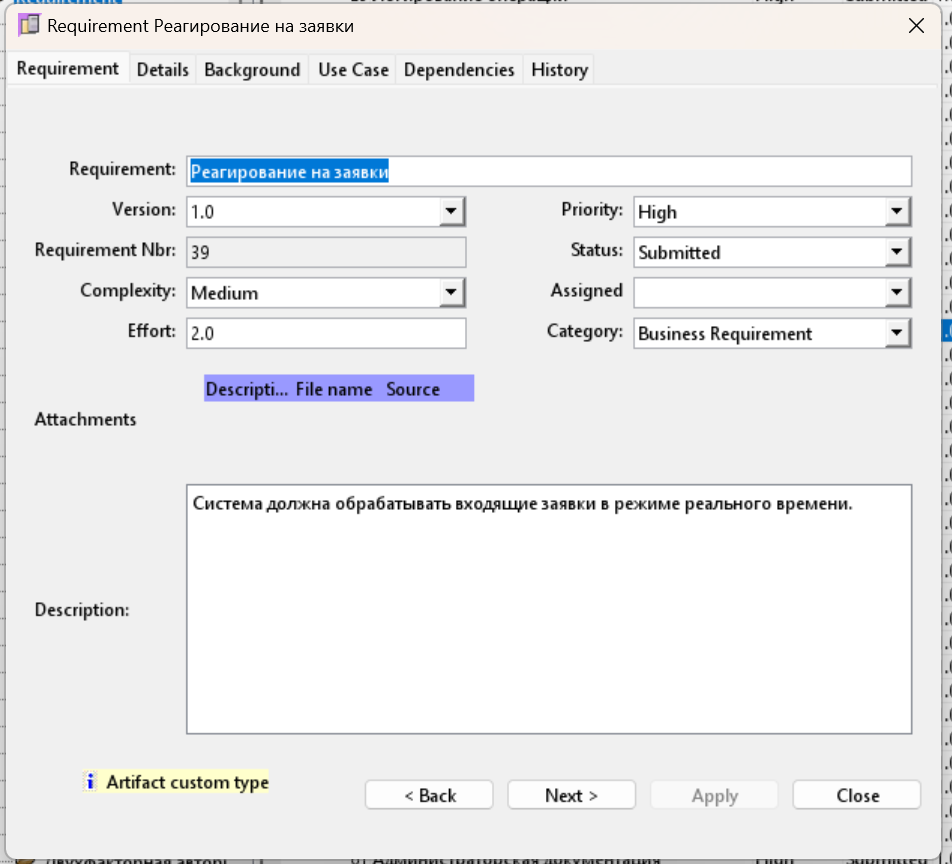 Requirement Реагирование на заявки
Requirement Details Background Use Case Dependencies History
Requirement: Реагирование на заявки
Version: 1.0 Priority: High
Requirement Nbr: 39 Status: Submitted
Complexity: Medium Assigned
Effort: 2.0 Category: Business Requirement
Descripti... File name Source
Attachments
Система должна обрабатывать входящие заявки в режиме реального времени.
Description:
i Artifact custom type
< Back Next > Apply Close